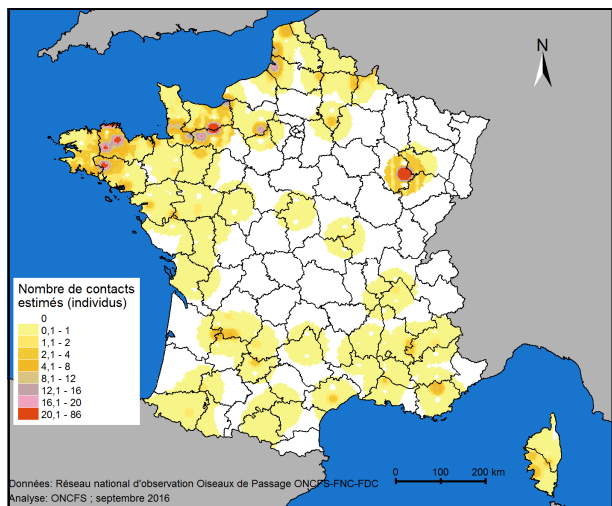 N
Nombre de contacts
estimés (individus)
0
0,1 - 1
1,1 - 2
2,1 - 4
4,1 - 8
8,1 - 12
12,1 - 16
16,1 - 20
20,1 - 86
Données: Réseau national d'observation Oiseaux de Passage ONCFS-FNC-FDC
Analyse: ONCFS ; septembre 2016
0 100 200 km